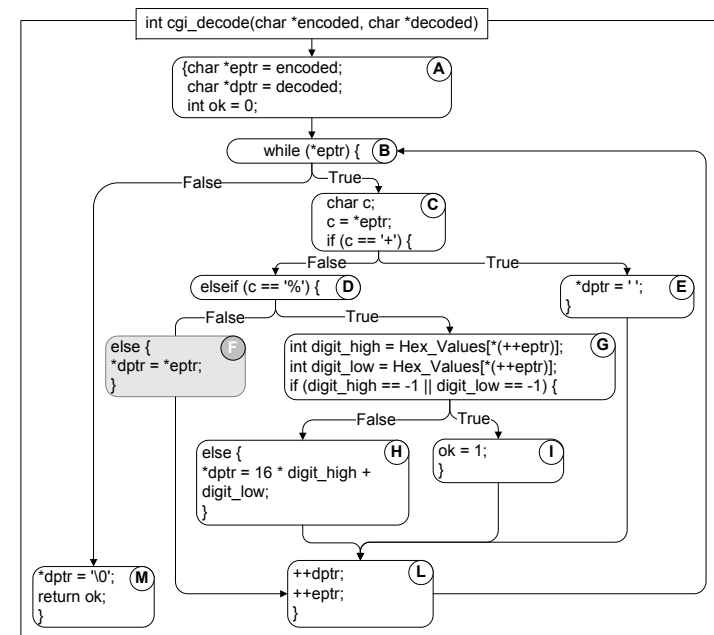 int cgi_decode(char *encoded, char *decoded)
{char *eptr = encoded;
char *dptr = decoded;
int ok = 0;
A
while (*eptr) {
B
False
True
char c;
c = *eptr;
if (c == '+') {
C
False
True
elseif (c == '%') {
D
*dptr = ' ';
}
E
False
True
else {
*dptr = *eptr;
}
F
int digit_high = Hex_Values[*(++eptr)];
int digit_low = Hex_Values[*(++eptr)];
if (digit_high == -1 || digit_low == -1) {
G
False
True
else {
*dptr = 16 * digit_high +
digit_low;
}
H
ok = 1;
}
I
*dptr = '\0';
return ok;
}
M
++dptr;
++eptr;
}
L